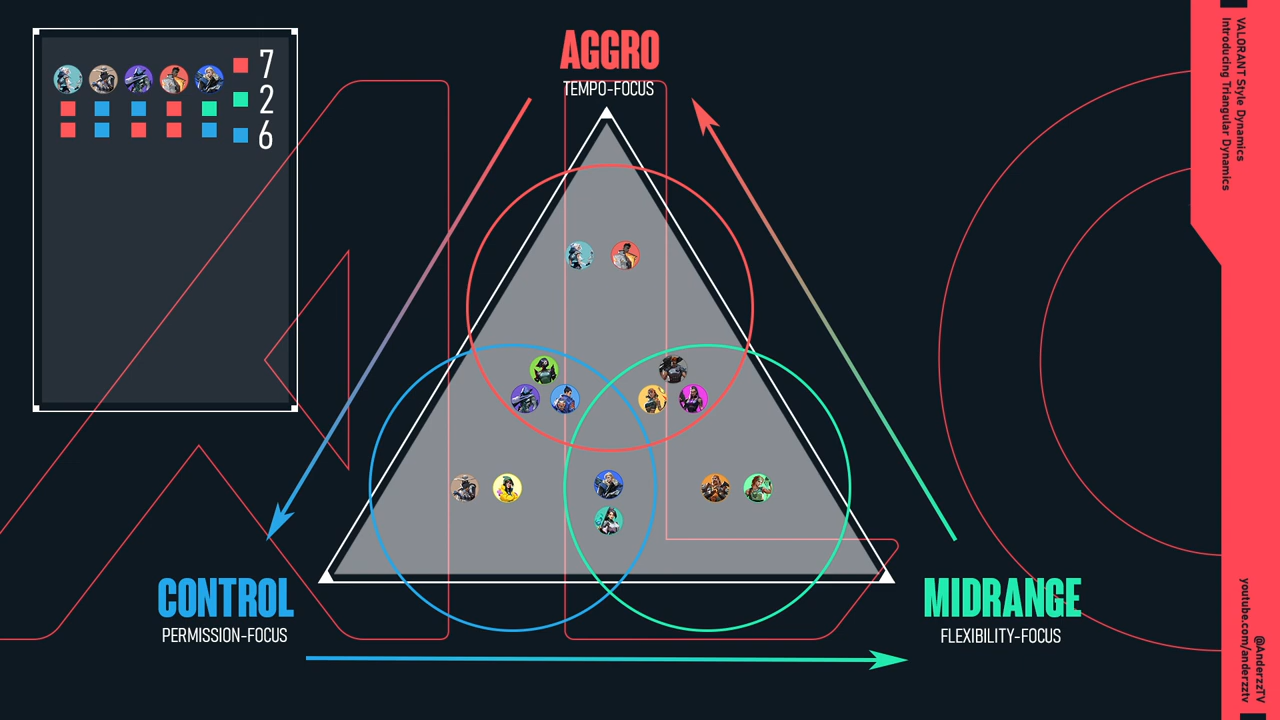 7
2
6
AGGRO
TEMPO-FOCUS
CONTROL
PERMISSION-FOCUS
MIDRANGE
FLEXIBILITY-FOCUS
VALORANT Style Dynamics
Introducing Triangular Dynamics
@AnderzzTV
youtube.com/anderzztv